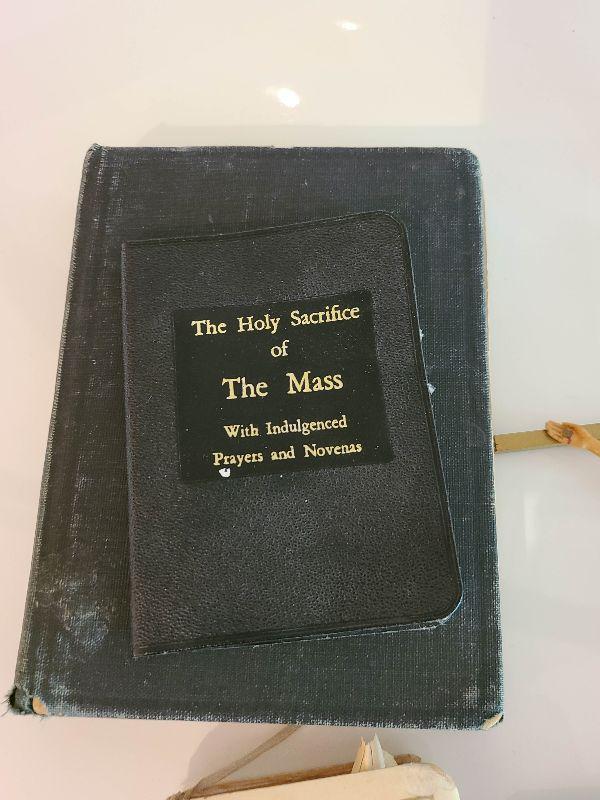 The Holy Sacrifice
of
The Mass
With Indulgenced
Prayers and Novenas